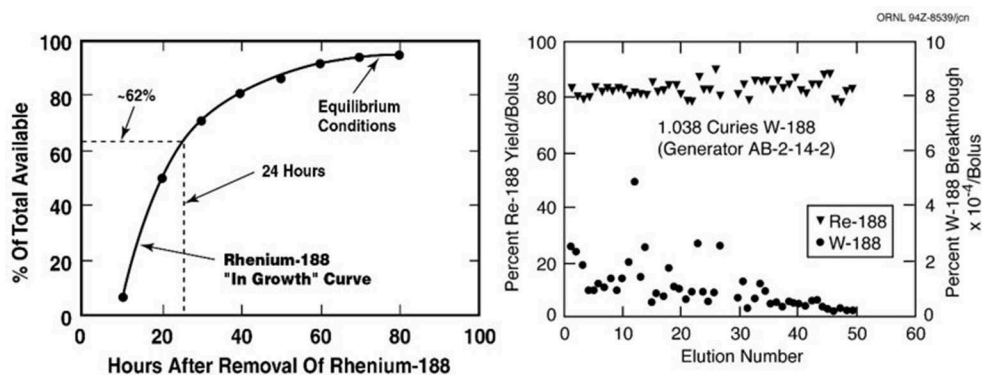 ORNL 94Z-8539/jcn
% Of Total Available
100
80
60
40
20
0
~62%
24 Hours
Equilibrium
Conditions
Rhenium-188
"In Growth" Curve
0 20 40 60 80 100
Hours After Removal Of Rhenium-188
Percent Re-188 Yield/Bolus
100
80
60
40
20
0
1.038 Curies W-188
(Generator AB-2-14-2)
Re-188
W-188
10
8
6
4
2
0
Percent W-188 Breakthrough
x 10-4/Bolus
0 10 20 30 40 50 60
Elution Number